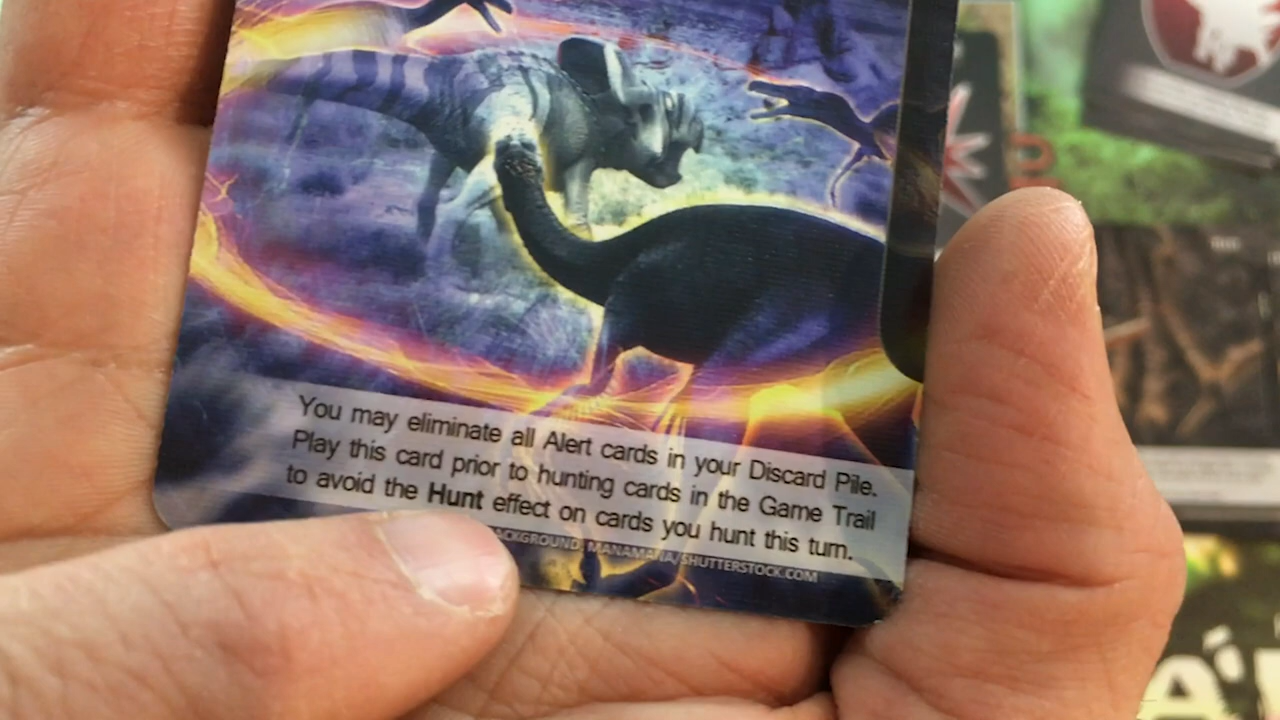 You may eliminate all Alert cards in your Discard Pile.
Play this card prior to hunting cards in the Game Trail
to avoid the Hunt effect on cards you hunt this turn.
BACKGROUND: MANAMANA/SHUTTERSTOCK.COM